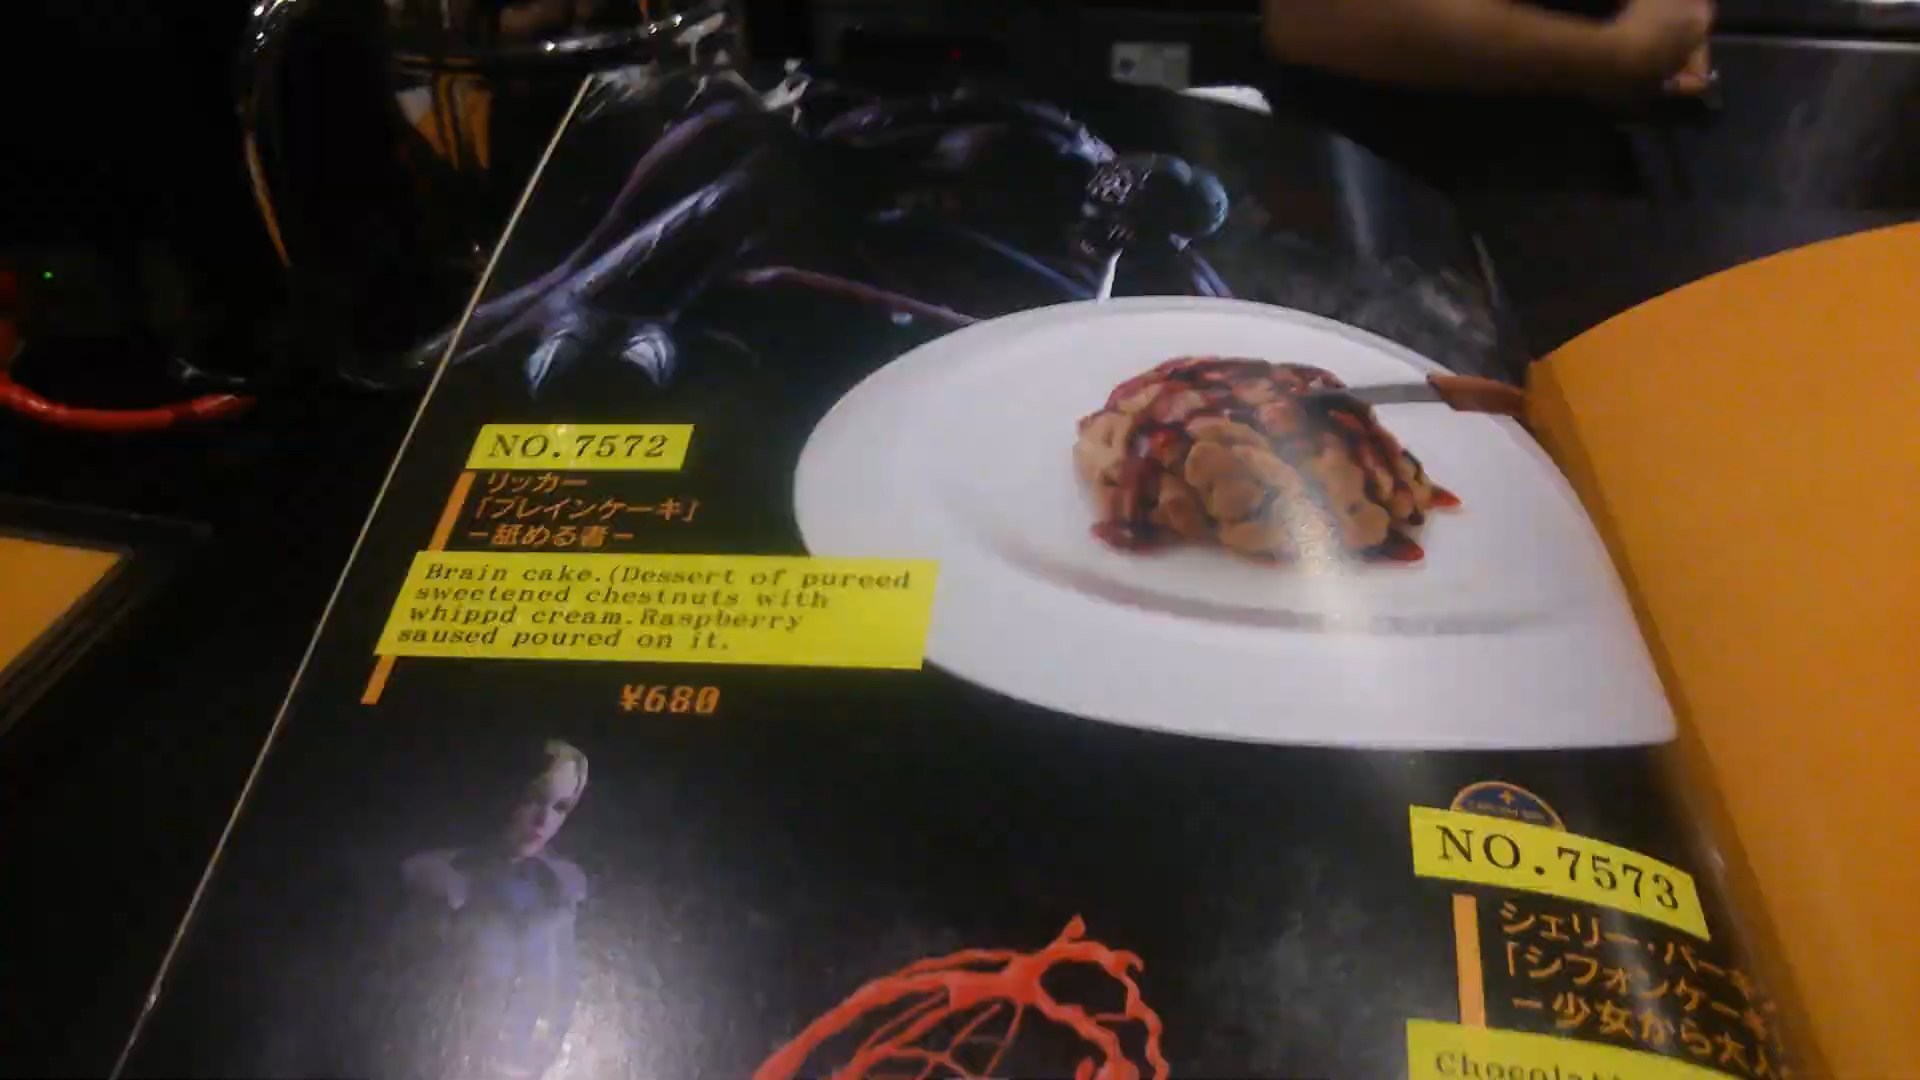 NO.7572
リッカー
「ブレインケーキ」
－舐める者－
Brain cake.(Dessert of pureed
sweetened chestnuts with
whippd cream.Raspberry
saused poured on it.
¥680
NO.7573
シェリー・バー
「シフォンケー
－少女から大人